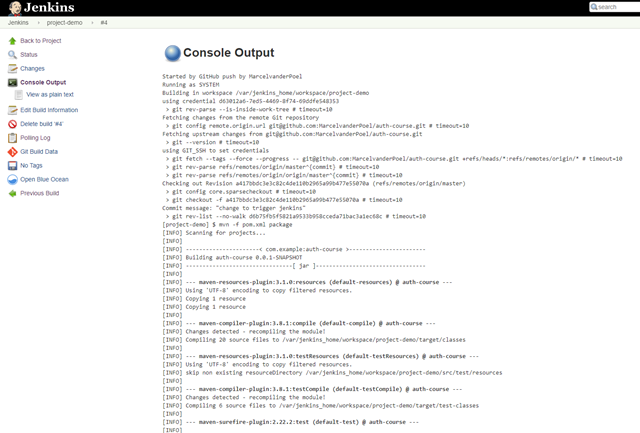 Jenkins
search
Jenkins
project-demo
#4
Back to Project
Status
Changes
Console Output
View as plain text
Edit Build Information
Delete build '#4'
Polling Log
Git Build Data
No Tags
Open Blue Ocean
Previous Build
Console Output
Started by GitHub push by MarcelvanderPoel
Running as SYSTEM
Building in workspace /var/jenkins_home/workspace/project-demo
using credential d63012a6-7ed5-4469-8f74-69ddfe548353
> git rev-parse --is-inside-work-tree # timeout=10
Fetching changes from the remote Git repository
> git config remote.origin.url git@github.com:MarcelvanderPoel/auth-course.git # timeout=10
Fetching upstream changes from git@github.com:MarcelvanderPoel/auth-course.git
> git --version # timeout=10
using GIT_SSH to set credentials
> git fetch --tags --force --progress -- git@github.com:MarcelvanderPoel/auth-course.git +refs/heads/*:refs/remotes/origin/* # timeout=10
> git rev-parse refs/remotes/origin/master^{commit} # timeout=10
> git rev-parse refs/remotes/origin/origin/master^{commit} # timeout=10
Checking out Revision a417bbdc3e3c82c4de110b2965a99b477e55070a (refs/remotes/origin/master)
> git config core.sparsecheckout # timeout=10
> git checkout -f a417bbdc3e3c82c4de110b2965a99b477e55070a # timeout=10
Commit message: "change to trigger jenkins"
> git rev-list --no-walk d6b75fb5f5821a9533b958cceda71bac3a1ec68c # timeout=10
[project-demo] $ mvn -f pom.xml package
[INFO] Scanning for projects...
[INFO]
[INFO] ---------------------< com.example:auth-course >----------------------
[INFO] Building auth-course 0.0.1-SNAPSHOT
[INFO] --------------------------------[ jar ]---------------------------------
[INFO]
[INFO] --- maven-resources-plugin:3.1.0:resources (default-resources) @ auth-course ---
[INFO] Using 'UTF-8' encoding to copy filtered resources.
[INFO] Copying 1 resource
[INFO] Copying 1 resource
[INFO]
[INFO] --- maven-compiler-plugin:3.8.1:compile (default-compile) @ auth-course ---
[INFO] Changes detected - recompiling the module!
[INFO] Compiling 20 source files to /var/jenkins_home/workspace/project-demo/target/classes
[INFO]
[INFO] --- maven-resources-plugin:3.1.0:testResources (default-testResources) @ auth-course ---
[INFO] Using 'UTF-8' encoding to copy filtered resources.
[INFO] skip non existing resourceDirectory /var/jenkins_home/workspace/project-demo/src/test/resources
[INFO]
[INFO] --- maven-compiler-plugin:3.8.1:testCompile (default-testCompile) @ auth-course ---
[INFO] Changes detected - recompiling the module!
[INFO] Compiling 6 source files to /var/jenkins_home/workspace/project-demo/target/test-classes
[INFO]
[INFO] --- maven-surefire-plugin:2.22.2:test (default-test) @ auth-course ---
[INFO]